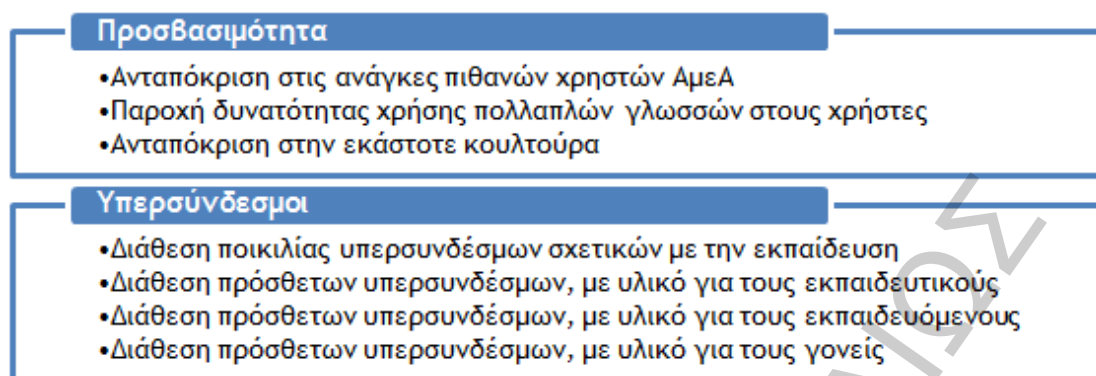 Προσβασιμότητα
•Ανταπόκριση στις ανάγκες πιθανών χρηστών ΑμεΑ
•Παροχή δυνατότητας χρήσης πολλαπλών γλωσσών στους χρήστες
•Ανταπόκριση στην εκάστοτε κουλτούρα
Υπερσύνδεσμοι
•Διάθεση ποικιλίας υπερσυνδέσμων σχετικών με την εκπαίδευση
•Διάθεση πρόσθετων υπερσυνδέσμων, με υλικό για τους εκπαιδευτικούς
•Διάθεση πρόσθετων υπερσυνδέσμων, με υλικό για τους εκπαιδευόμενους
•Διάθεση πρόσθετων υπερσυνδέσμων, με υλικό για τους γονείς